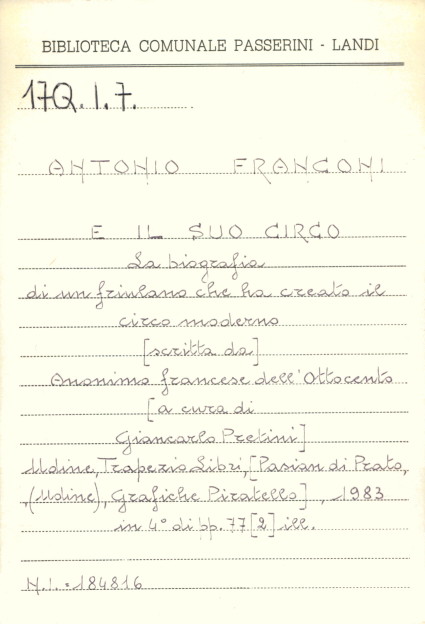 BIBLIOTECA COMUNALE PASSERINI - LANDI
17Q.I.7.
ANTONIO FRANCONI
E IL SUO CIRCO
La biografia
di un friulano che ha creato il
circo moderno
[scritta da]
Anonimo francese dell'Ottocento
[a cura di
Giancarlo Pretini]
Udine, Trapezio Libri, [Pasian di Prato,
(Udine), Grafiche Piratello], 1983
in 4° di pp. 77 [2] ill.
N.I. = 184816